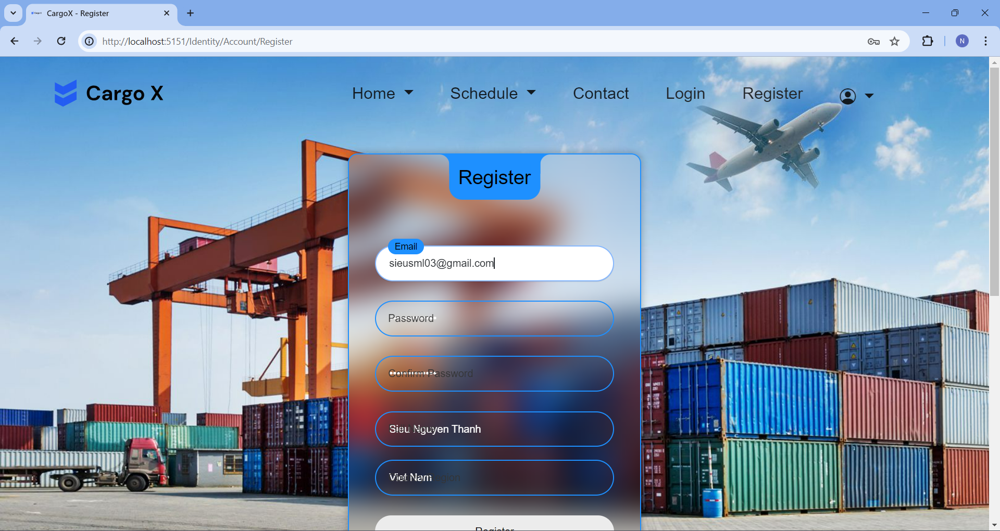 CargoX - Register
http://localhost:5151/Identity/Account/Register
N
Cargo X
Home
Schedule
Contact
Login
Register
Register
Email
sieusml03@gmail.com
Password
Confirm Password
Sieu Nguyen Thanh
Viet Nam
Register